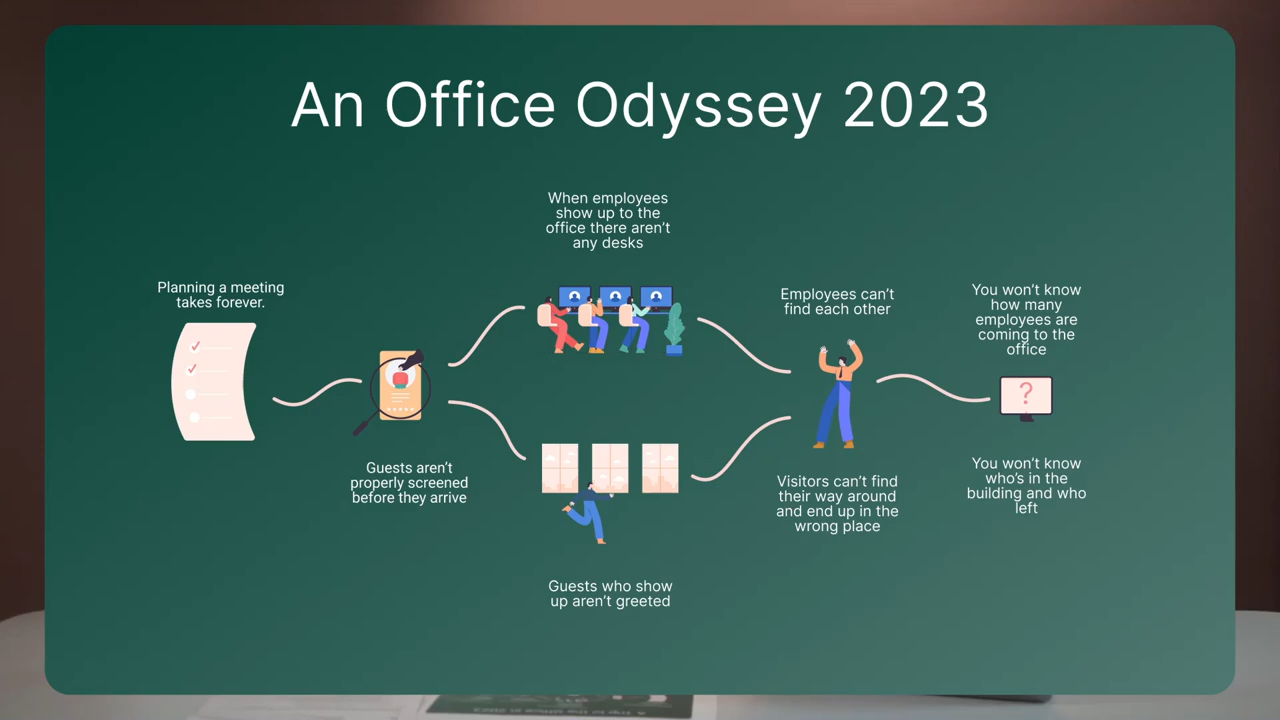 An Office Odyssey 2023
Planning a meeting
takes forever.
Guests aren't
properly screened
before they arrive
When employees
show up to the
office there aren't
any desks
Guests who show
up aren't greeted
Employees can't
find each other
Visitors can't find
their way around
and end up in the
wrong place
You won't know
how many
employees are
coming to the
office
?
You won't know
who's in the
building and who
left